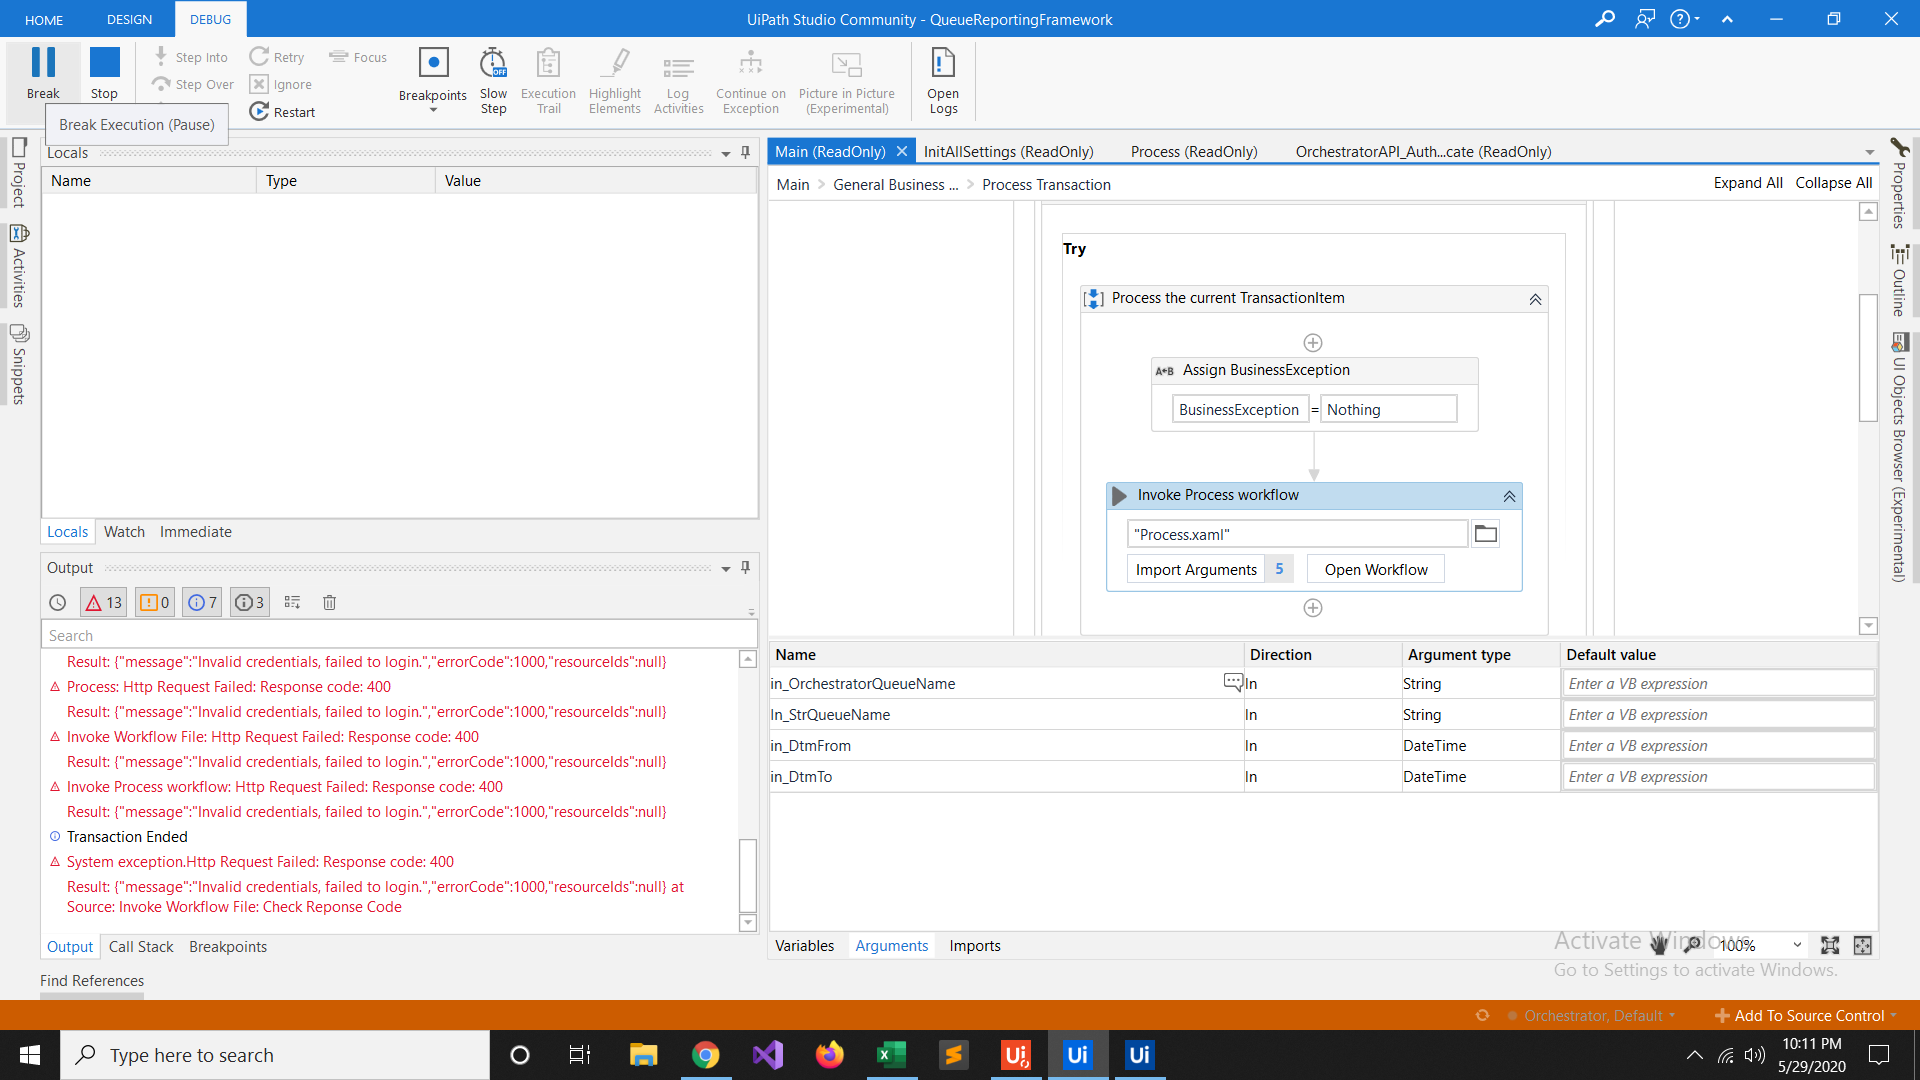 HOME
DESIGN
DEBUG
UiPath Studio Community - QueueReportingFramework
Break
Stop
Step Into
Step Over
Retry
Ignore
Restart
Focus
Breakpoints
Slow
Step
OFF
Execution
Trail
Highlight
Elements
Log
Activities
Continue on
Exception
Picture in Picture
(Experimental)
Open
Logs
Break Execution (Pause)
Project
Activities
Snippets
Locals
Name Type Value
Locals Watch Immediate
Output
13 0 7 3
Search
Result: {"message":"Invalid credentials, failed to login.","errorCode":1000,"resourceIds":null}
Process: Http Request Failed: Response code: 400
Result: {"message":"Invalid credentials, failed to login.","errorCode":1000,"resourceIds":null}
Invoke Workflow File: Http Request Failed: Response code: 400
Result: {"message":"Invalid credentials, failed to login.","errorCode":1000,"resourceIds":null}
Invoke Process workflow: Http Request Failed: Response code: 400
Result: {"message":"Invalid credentials, failed to login.","errorCode":1000,"resourceIds":null}
Transaction Ended
System exception.Http Request Failed: Response code: 400
Result: {"message":"Invalid credentials, failed to login.","errorCode":1000,"resourceIds":null} at
Source: Invoke Workflow File: Check Reponse Code
Output Call Stack Breakpoints
Find References
Main (ReadOnly) InitAllSettings (ReadOnly) Process (ReadOnly) OrchestratorAPI_Auth...cate (ReadOnly)
Main > General Business ... > Process Transaction
Expand All Collapse All
Try
Process the current TransactionItem
A+B Assign BusinessException
BusinessException = Nothing
Invoke Process workflow
"Process.xaml"
Import Arguments 5 Open Workflow
Name Direction Argument type Default value
in_OrchestratorQueueName In String Enter a VB expression
In_StrQueueName In String Enter a VB expression
in_DtmFrom In DateTime Enter a VB expression
in_DtmTo In DateTime Enter a VB expression
Variables Arguments Imports
100%
Activate Windows
Go to Settings to activate Windows.
Properties
Outline
UI Objects Browser (Experimental)
Orchestrator, Default
Add To Source Control
Type here to search
Ui
Ui
Ui
10:11 PM
5/29/2020